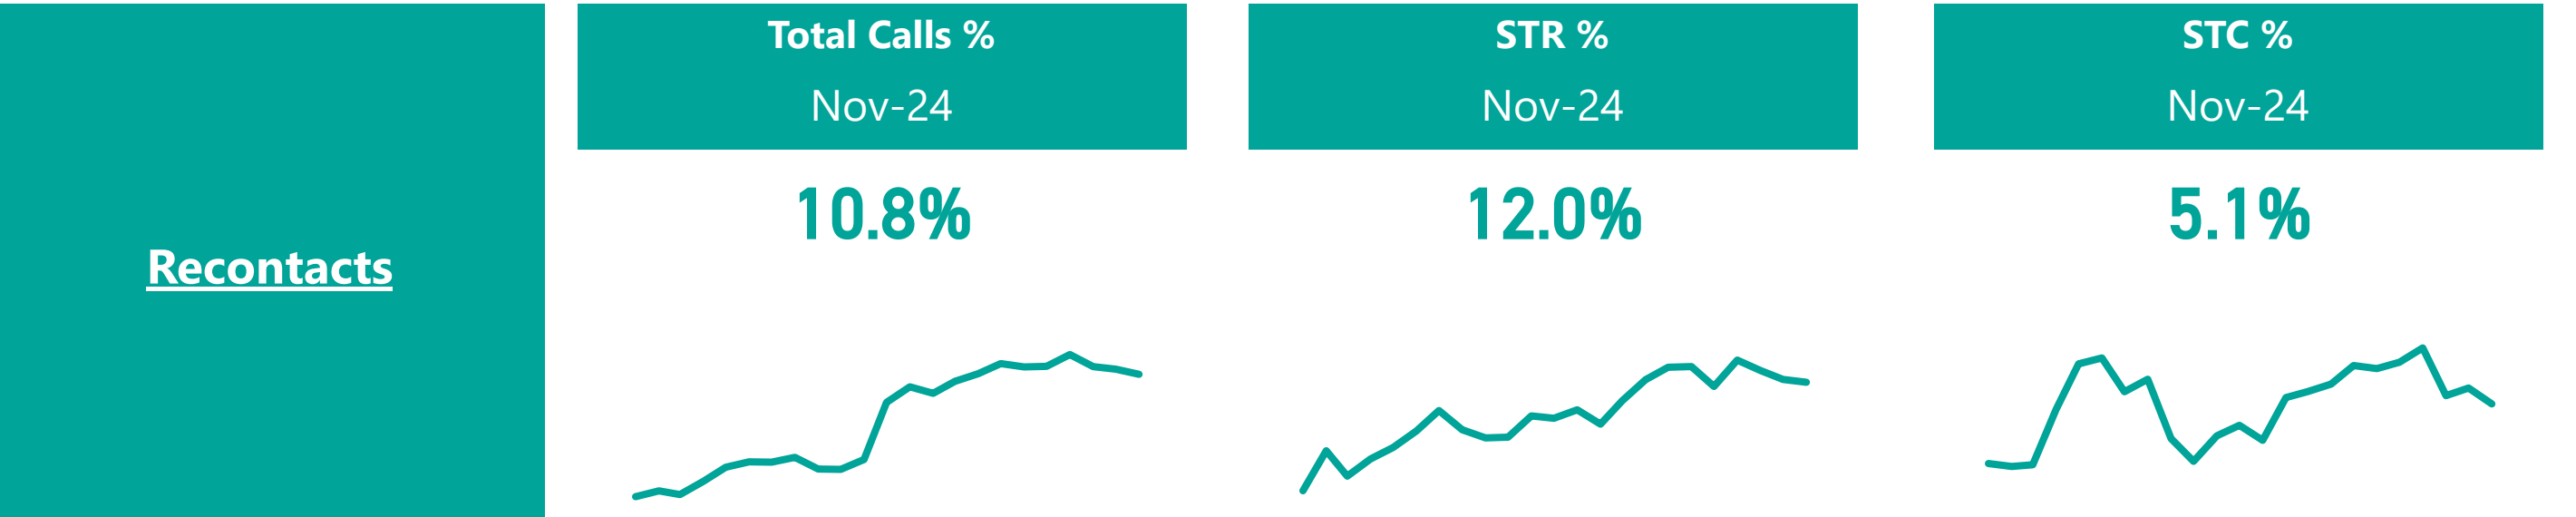 Recontacts
Total Calls %
Nov-24
10.8%
STR %
Nov-24
12.0%
STC %
Nov-24
5.1%